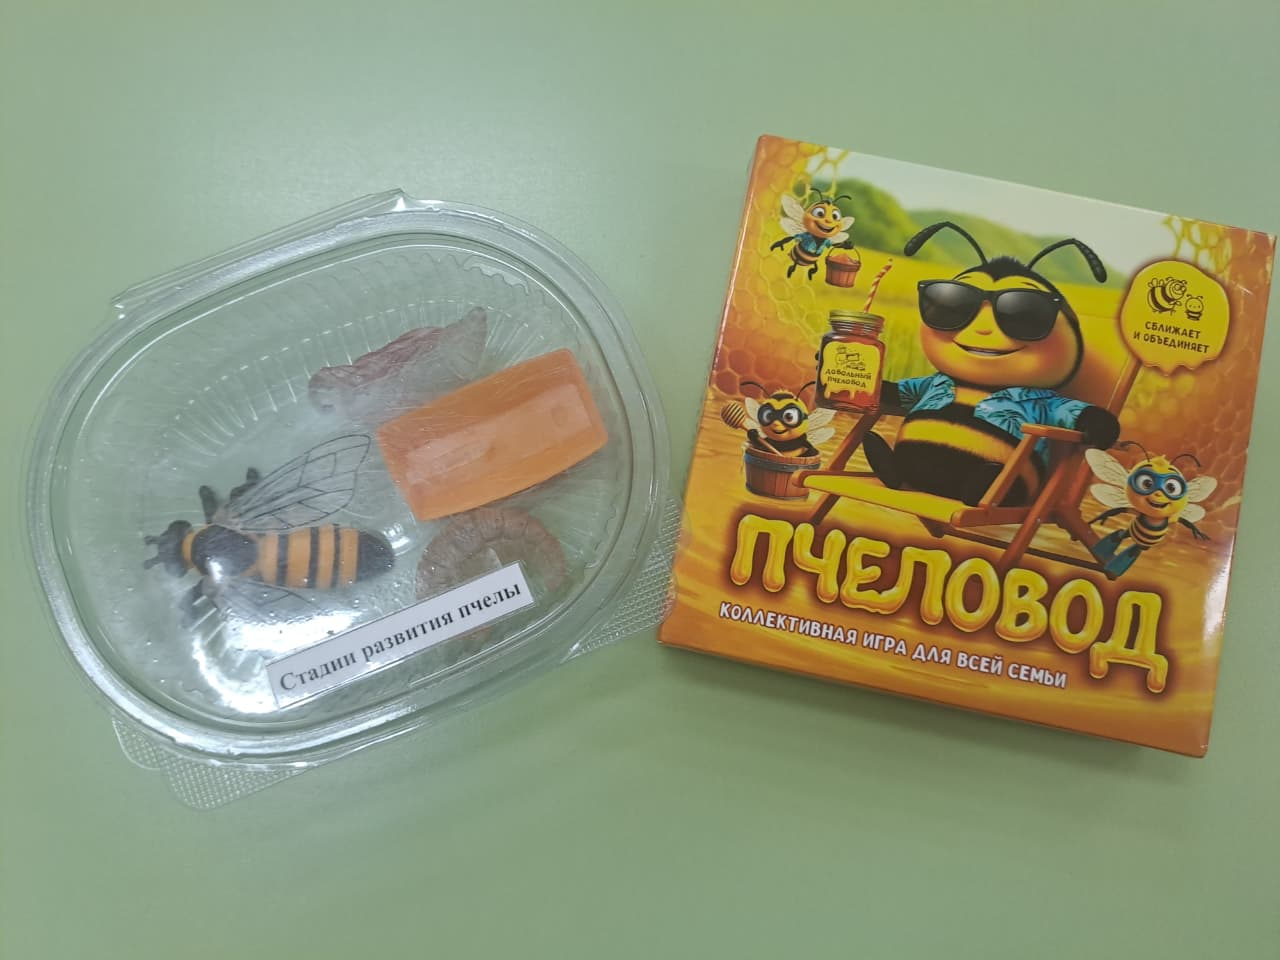 Стадии развития пчелы
СБЛИЖАЕТ
И ОБЪЕДИНЯЕТ
ДОВОЛЬНЫЙ
ПЧЕЛОВОД
ПЧЕЛОВОД
КОЛЛЕКТИВНАЯ ИГРА ДЛЯ ВСЕЙ СЕМЬИ